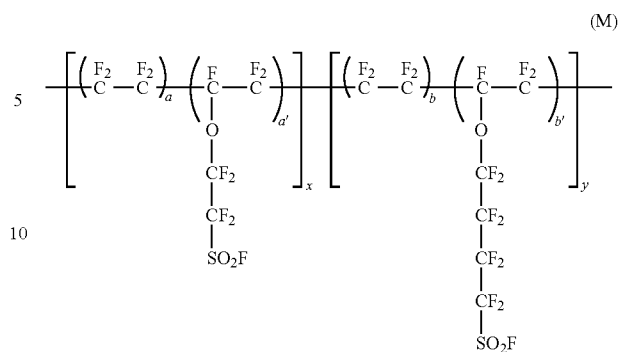 (M)
F2 F2 F F2 F2 F2 F F2
5 C C a C C a' C C b C C b'
O O
CF2 x CF2 y
CF2 CF2
10 SO2F CF2
CF2
SO2F